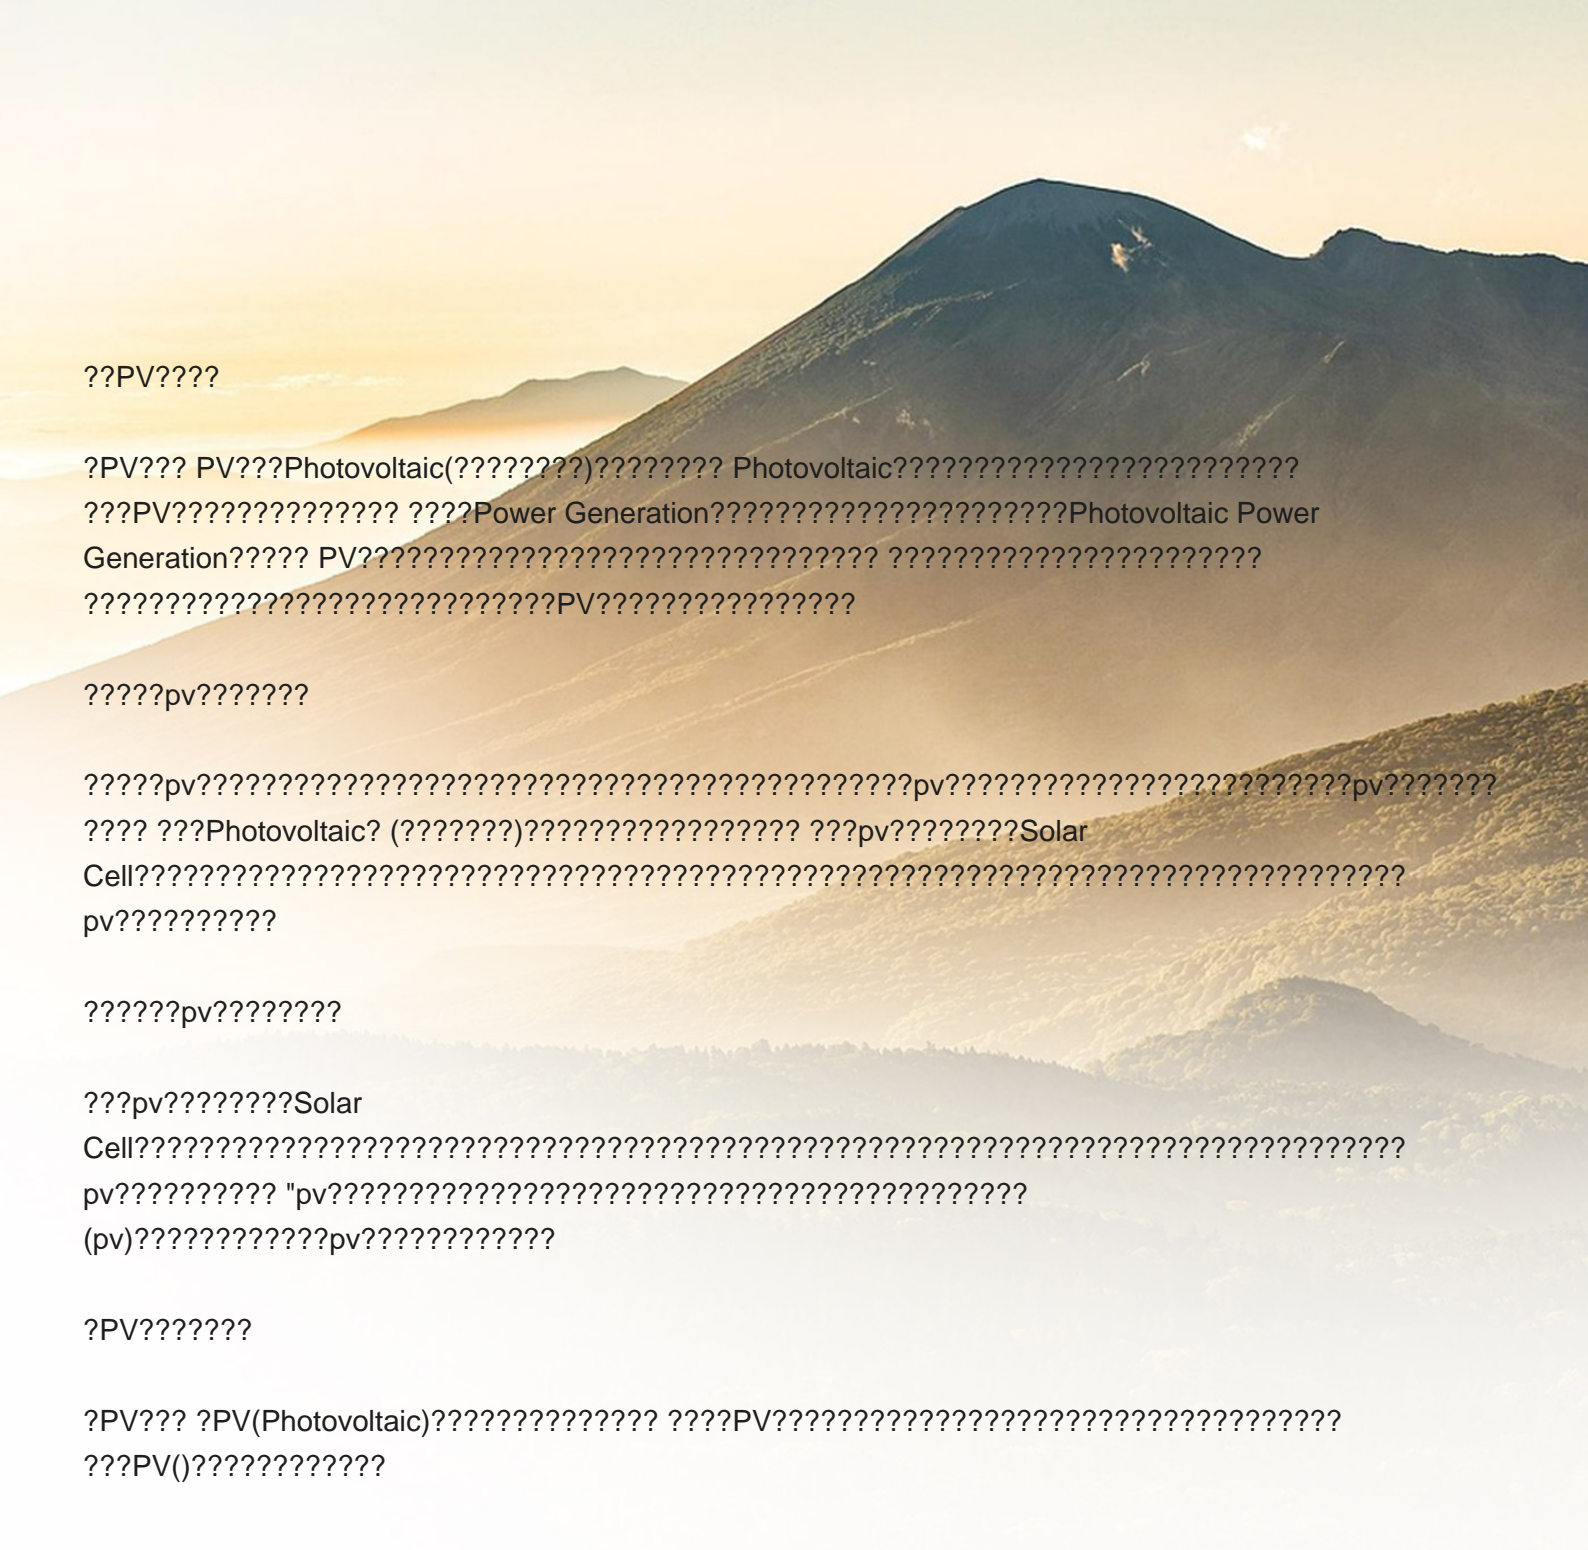 ??PV????
?PV??? PV???Photovoltaic(????????)???????? Photovoltaic?????????????????????????
???PV?????????????? ????Power Generation??????????????????????Photovoltaic Power
Generation????? PV???????????????????????????????? ???????????????????????
?????????????????????????????PV????????????????
?????pv???????
?????pv????????????????????????????????????????????pv?????????????????????????pv???????
???? ???Photovoltaic? (???????)????????????????? ???pv????????Solar
Cell??????????????????????????????????????????????????????????????????????????????
pv??????????
??????pv????????
???pv????????Solar
Cell??????????????????????????????????????????????????????????????????????????????
pv?????????? "pv???????????????????????????????????????????
(pv)????????????pv????????????
?PV???????
?PV??? ?PV(Photovoltaic)?????????????? ????PV???????????????????????????????????
???PV()????????????